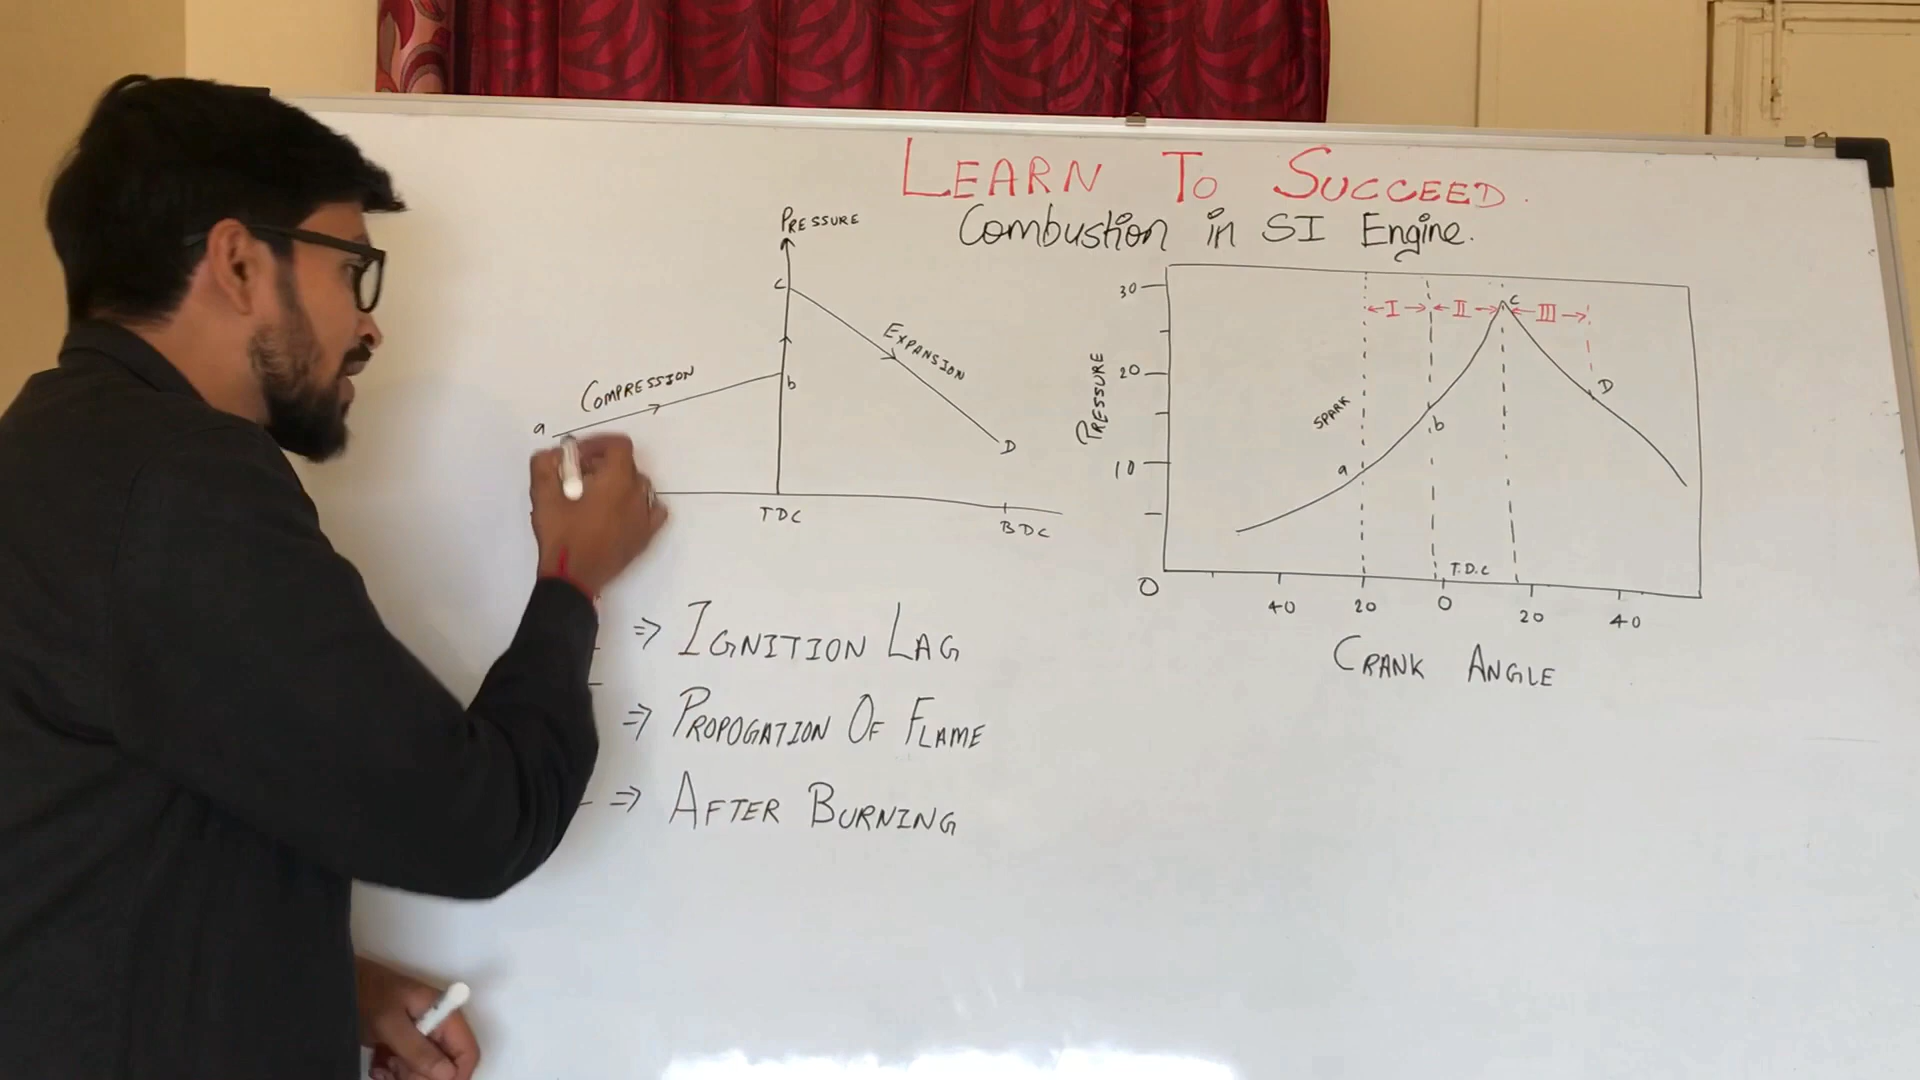 LEARN TO SUCCEED.
Combustion in SI Engine.
PRESSURE
C
EXPANSION
COMPRESSION
b
a
D
TDC
BDC
⇒ IGNITION LAG
⇒ PROPOGATION OF FLAME
⇒ AFTER BURNING
30
I
II
C
III
20
PRESSURE
SPARK
D
b
10
a
T.D.C
0
40
20
0
20
40
CRANK ANGLE